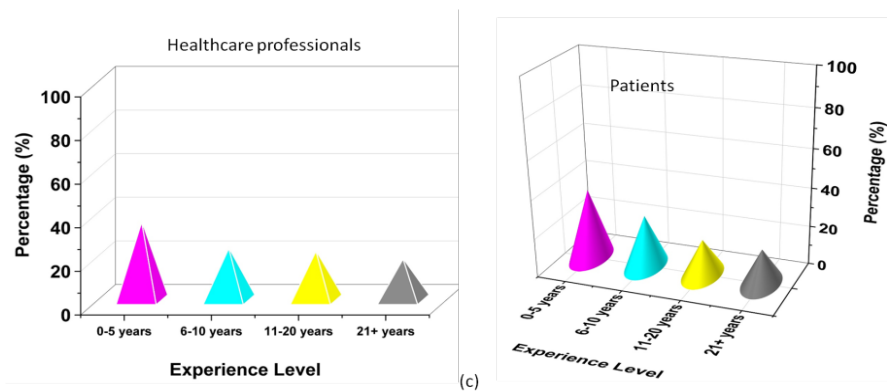 Healthcare professionals
Percentage (%)
100
80
60
40
20
0
0-5 years
6-10 years
11-20 years
21+ years
Experience Level
(c)
Patients
100
80
60
40
20
0
Percentage (%)
0-5 years
6-10 years
11-20 years
21+ years
Experience Level